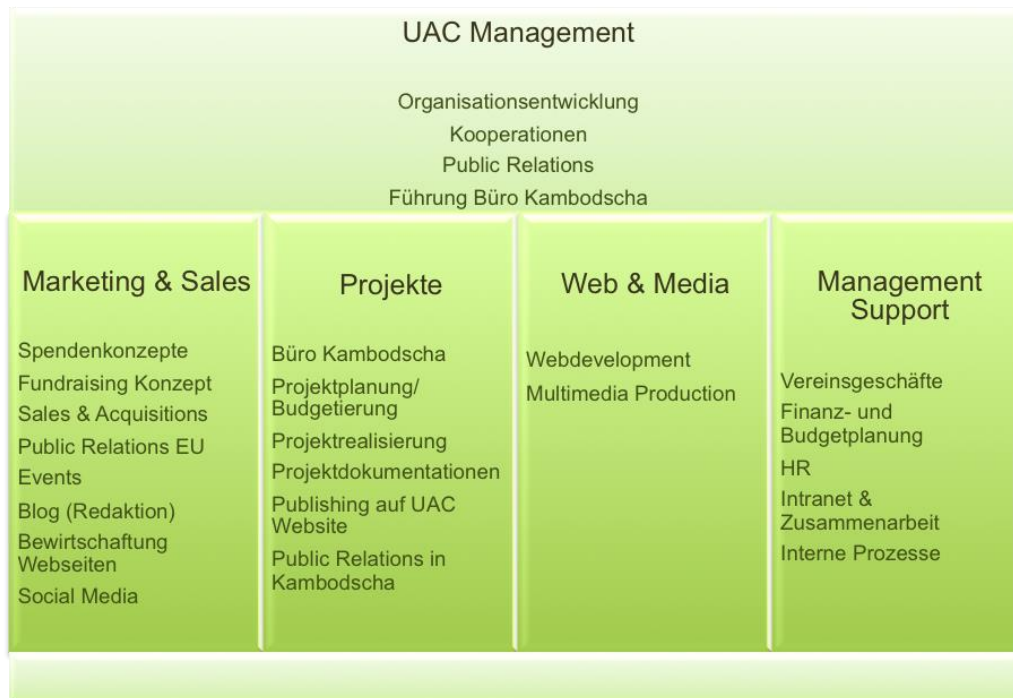 UAC Management
Organisationsentwicklung
Kooperationen
Public Relations
Führung Büro Kambodscha
Marketing & Sales
Spendenkonzepte
Fundraising Konzept
Sales & Acquisitions
Public Relations EU
Events
Blog (Redaktion)
Bewirtschaftung
Webseiten
Social Media
Projekte
Büro Kambodscha
Projektplanung/
Budgetierung
Projektrealisierung
Projektdokumentationen
Publishing auf UAC
Website
Public Relations in
Kambodscha
Web & Media
Webdevelopment
Multimedia Production
Management
Support
Vereinsgeschäfte
Finanz- und
Budgetplanung
HR
Intranet &
Zusammenarbeit
Interne Prozesse